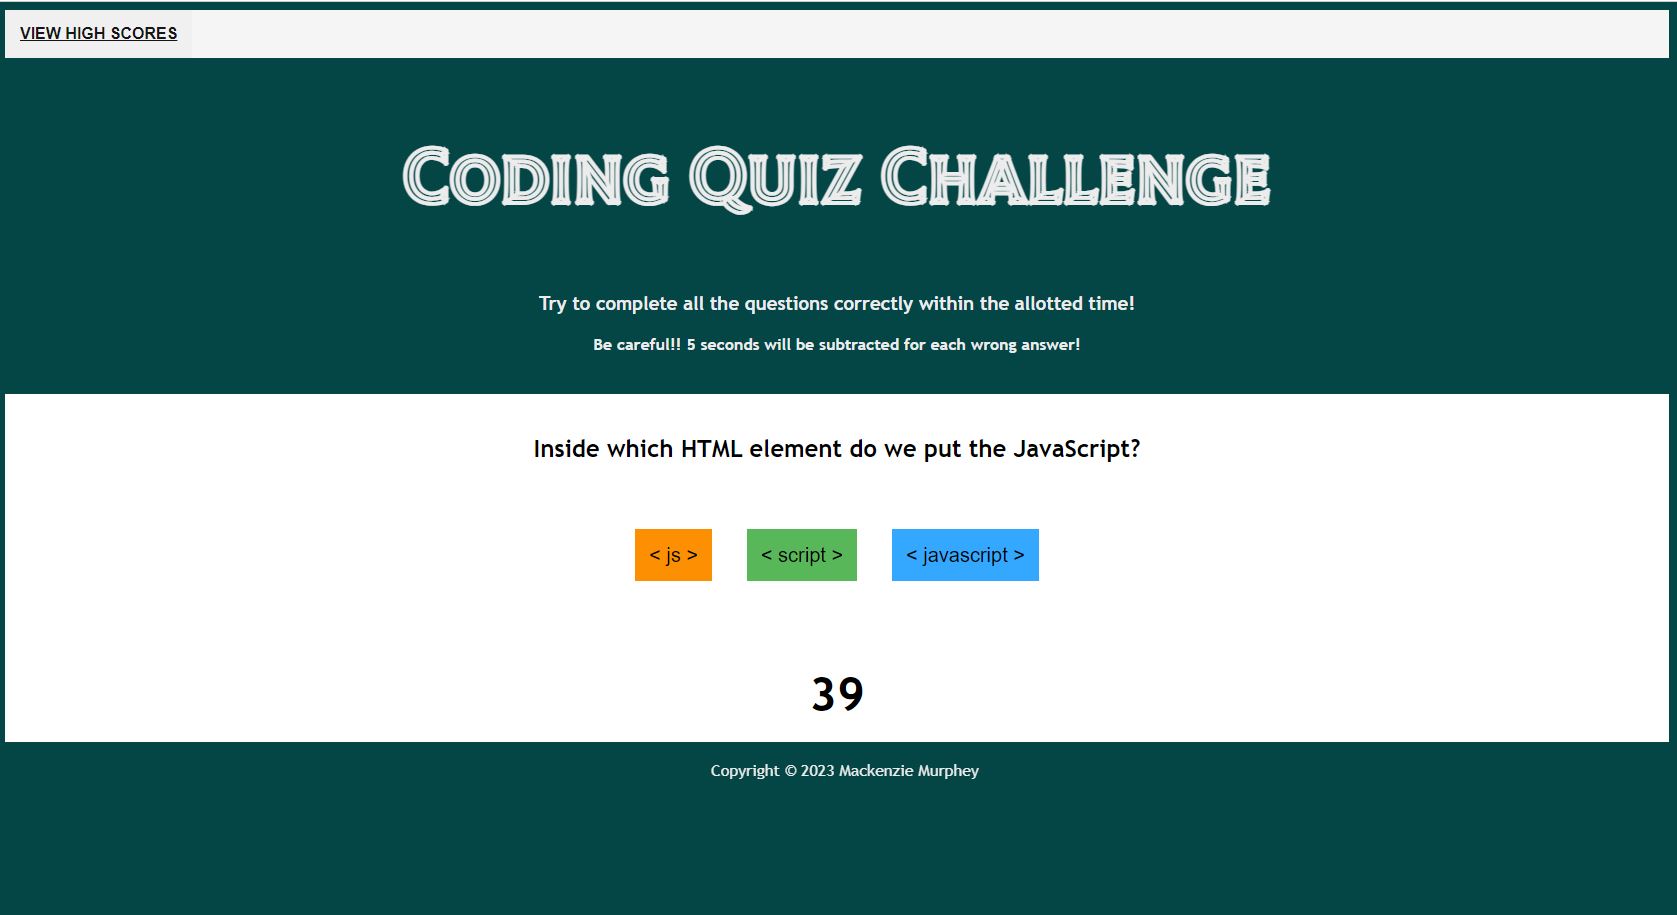 VIEW HIGH SCORES
Coding Quiz Challenge
Try to complete all the questions correctly within the allotted time!
Be careful!! 5 seconds will be subtracted for each wrong answer!
Inside which HTML element do we put the JavaScript?
< js > < script > < javascript >
39
Copyright © 2023 Mackenzie Murphey